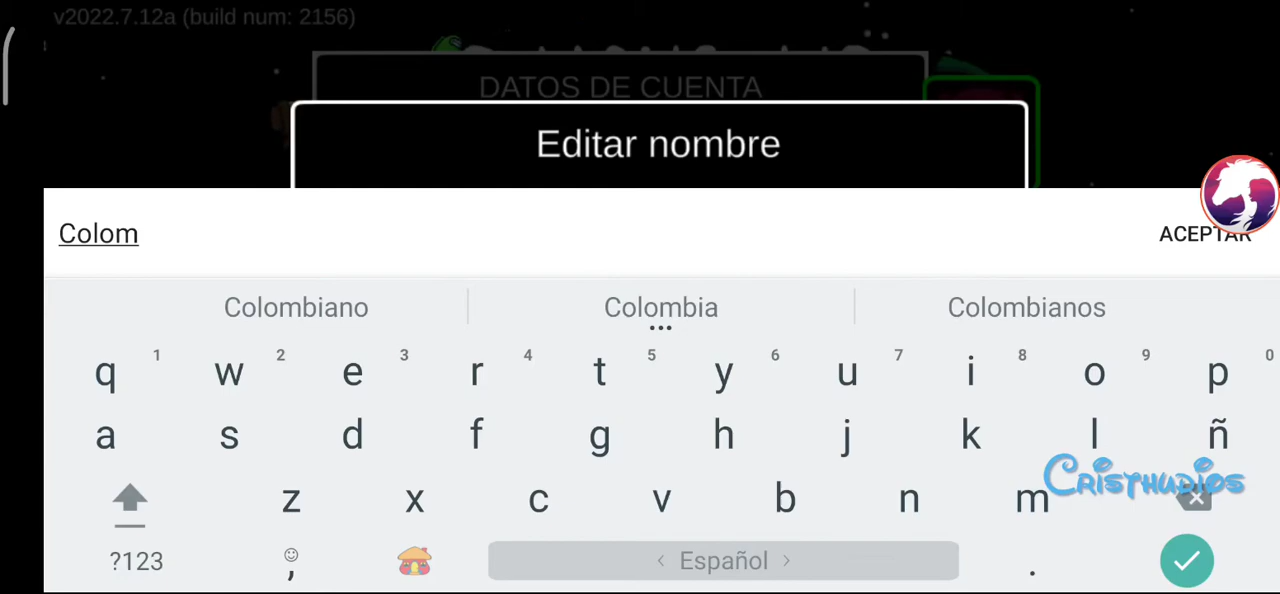 v2022.7.12a (build num: 2156)
DATOS DE CUENTA
Editar nombre
Colom
ACEPTAR
Colombiano Colombia Colombianos
...
q 1 w 2 e 3 r 4 t 5 y 6 u 7 i 8 o 9 p 0
a s d f g h j k l ñ
CRISTHUDIOS
z x c v b n m
?123 , < Español > .